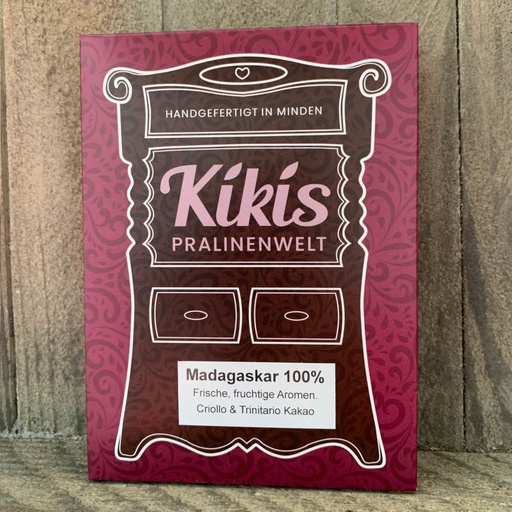 HANDGEFERTIGT IN MINDEN
Kikis
PRALINENWELT
Madagaskar 100%
Frische, fruchtige Aromen.
Criollo & Trinitario Kakao